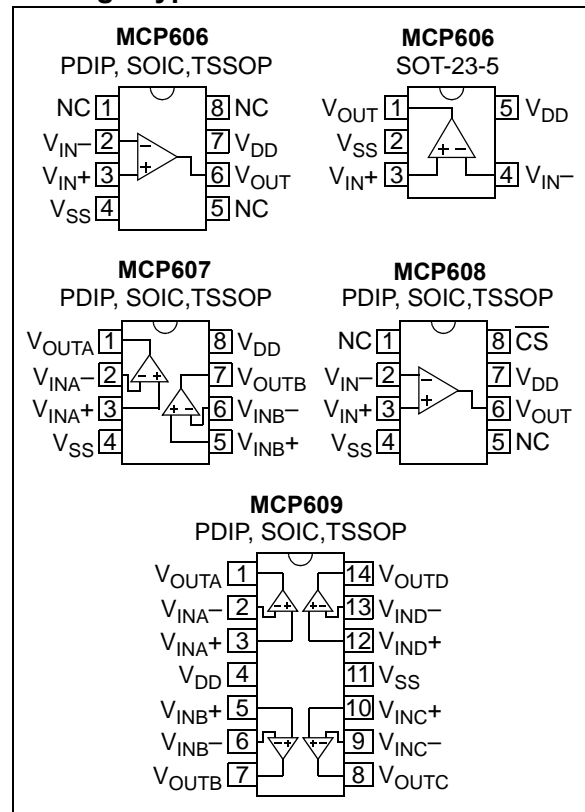 MCP606
PDIP, SOIC,TSSOP
NC 1 8 NC
VIN– 2 7 VDD
VIN+ 3 6 VOUT
VSS 4 5 NC
MCP606
SOT-23-5
VOUT 1 5 VDD
VSS 2
VIN+ 3 4 VIN–
MCP607
PDIP, SOIC,TSSOP
VOUTA 1 8 VDD
VINA– 2 7 VOUTB
VINA+ 3 6 VINB–
VSS 4 5 VINB+
MCP608
PDIP, SOIC,TSSOP
NC 1 8 CS
VIN– 2 7 VDD
VIN+ 3 6 VOUT
VSS 4 5 NC
MCP609
PDIP, SOIC,TSSOP
VOUTA 1 14 VOUTD
VINA– 2 13 VIND–
VINA+ 3 12 VIND+
VDD 4 11 VSS
VINB+ 5 10 VINC+
VINB– 6 9 VINC–
VOUTB 7 8 VOUTC